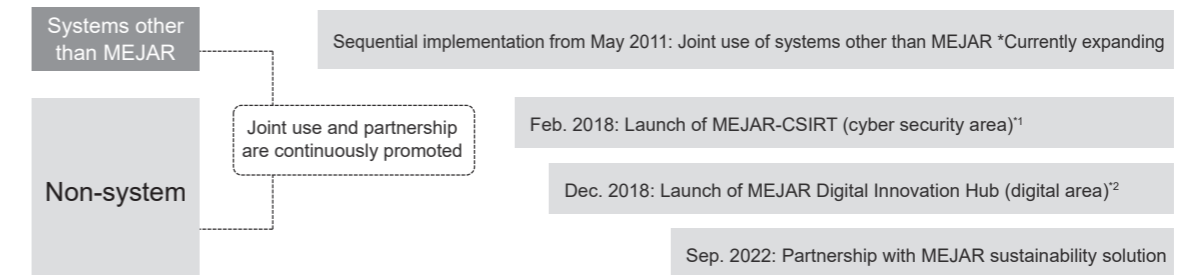 Systems other
than MEJAR
Sequential implementation from May 2011: Joint use of systems other than MEJAR *Currently expanding
Joint use and partnership
are continuously promoted
Non-system
Feb. 2018: Launch of MEJAR-CSIRT (cyber security area)*1
Dec. 2018: Launch of MEJAR Digital Innovation Hub (digital area)*2
Sep. 2022: Partnership with MEJAR sustainability solution